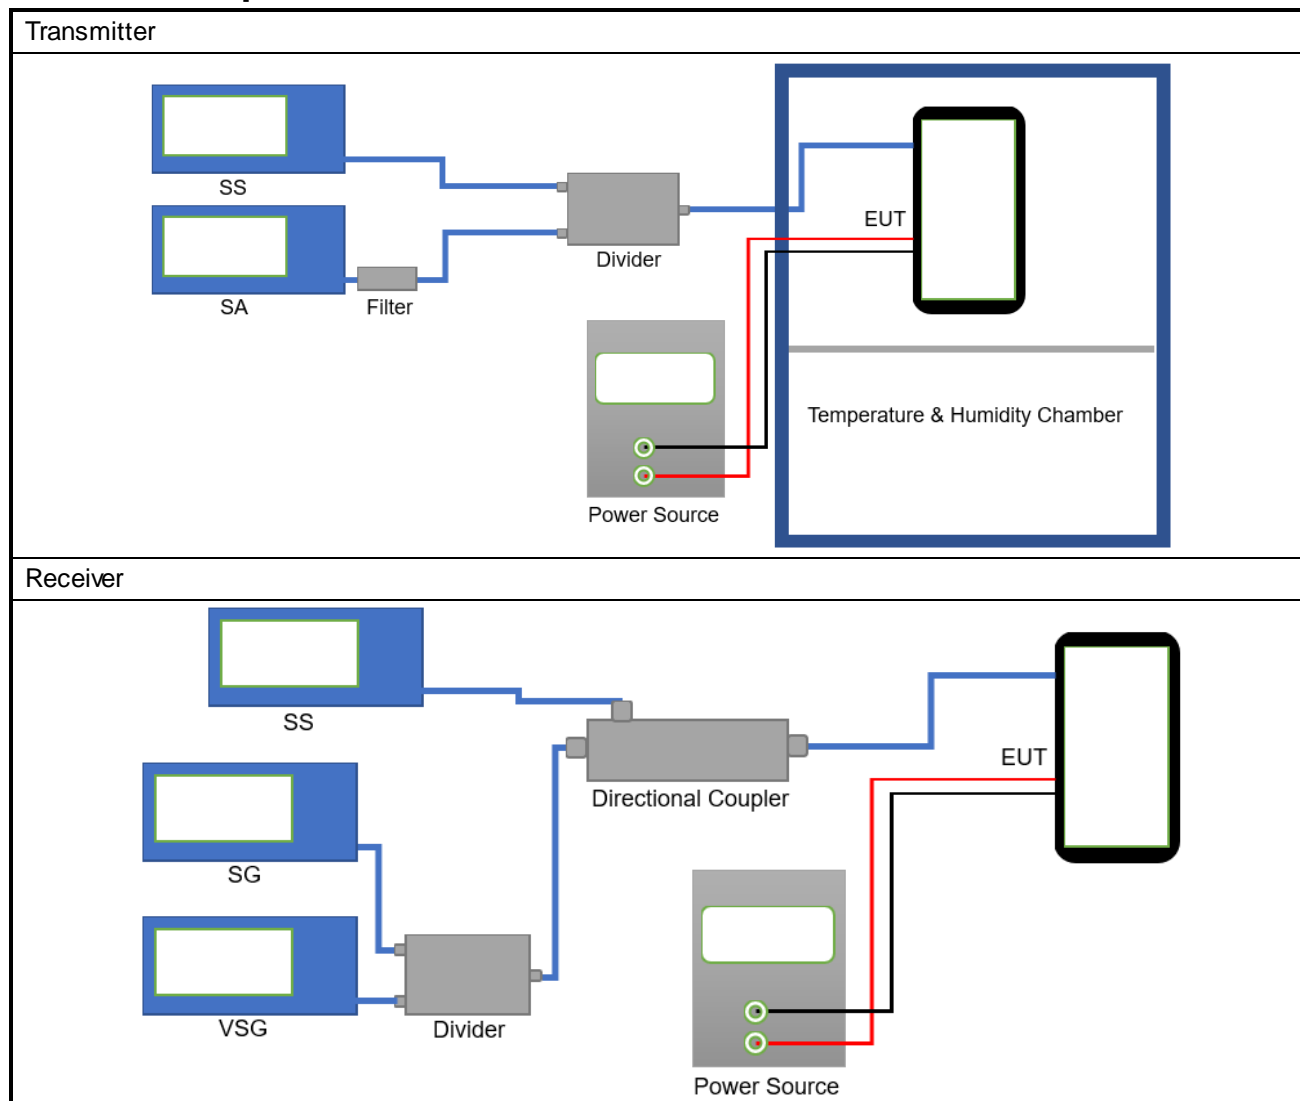 Transmitter
SS
SA
Filter
Divider
EUT
Power Source
Temperature & Humidity Chamber
Receiver
SS
SG
VSG
Divider
Directional Coupler
EUT
Power Source